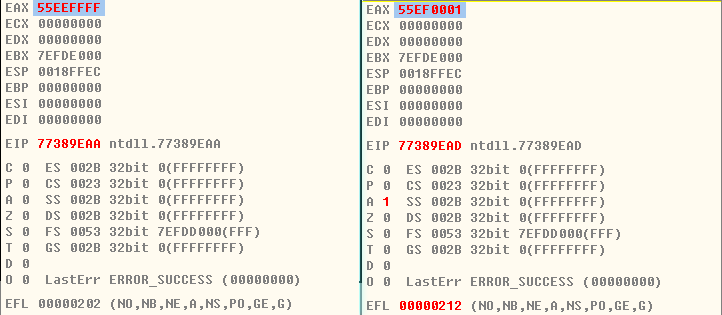 EAX 55EEFFFF
ECX 00000000
EDX 00000000
EBX 7EFDE000
ESP 0018FFEC
EBP 00000000
ESI 00000000
EDI 00000000
EIP 77389EAA ntdll.77389EAA
C 0 ES 002B 32bit 0(FFFFFFFF)
P 0 CS 0023 32bit 0(FFFFFFFF)
A 0 SS 002B 32bit 0(FFFFFFFF)
Z 0 DS 002B 32bit 0(FFFFFFFF)
S 0 FS 0053 32bit 7EFDD000(FFF)
T 0 GS 002B 32bit 0(FFFFFFFF)
D 0
O 0 LastErr ERROR_SUCCESS (00000000)
EFL 00000202 (NO,NB,NE,A,NS,PO,GE,G)
EAX 55EF0001
ECX 00000000
EDX 00000000
EBX 7EFDE000
ESP 0018FFEC
EBP 00000000
ESI 00000000
EDI 00000000
EIP 77389EAD ntdll.77389EAD
C 0 ES 002B 32bit 0(FFFFFFFF)
P 0 CS 0023 32bit 0(FFFFFFFF)
A 1 SS 002B 32bit 0(FFFFFFFF)
Z 0 DS 002B 32bit 0(FFFFFFFF)
S 0 FS 0053 32bit 7EFDD000(FFF)
T 0 GS 002B 32bit 0(FFFFFFFF)
D 0
O 0 LastErr ERROR_SUCCESS (00000000)
EFL 00000212 (NO,NB,NE,A,NS,PO,GE,G)